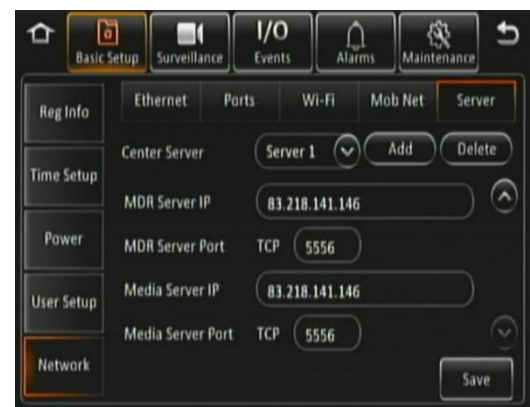 Basic Setup Surveillance I/O Events Alarms Maintenance
Reg Info Ethernet Ports Wi-Fi Mob Net Server
Center Server Server 1 Add Delete
Time Setup
MDR Server IP 83.218.141.146
Power MDR Server Port TCP 5556
Media Server IP 83.218.141.146
User Setup
Media Server Port TCP 5556
Network
Save